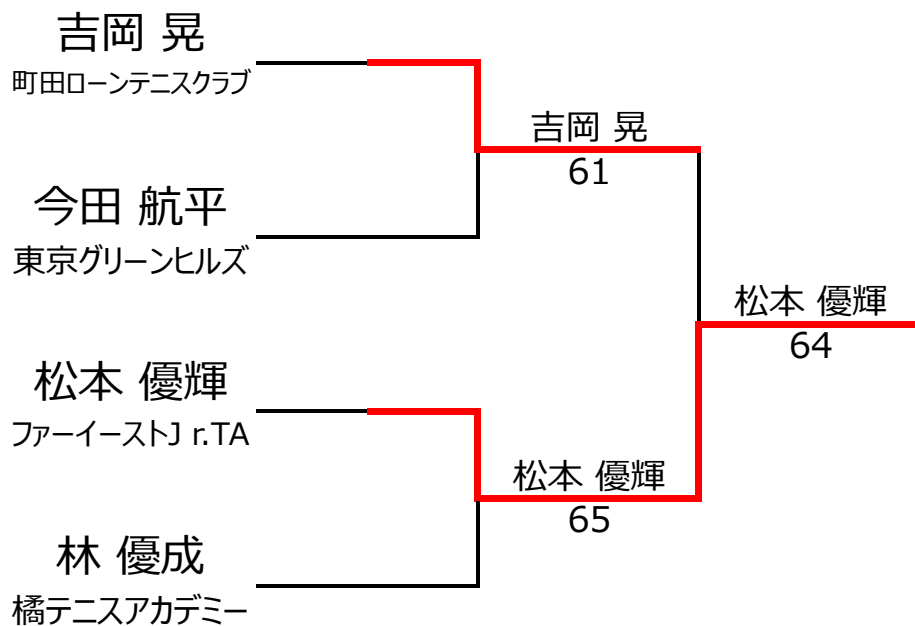 吉岡 晃
町田ローンテニスクラブ
吉岡 晃
61
今田 航平
東京グリーンヒルズ
松本 優輝
64
松本 優輝
ファーイーストJ r.TA
松本 優輝
65
林 優成
橘テニスアカデミー